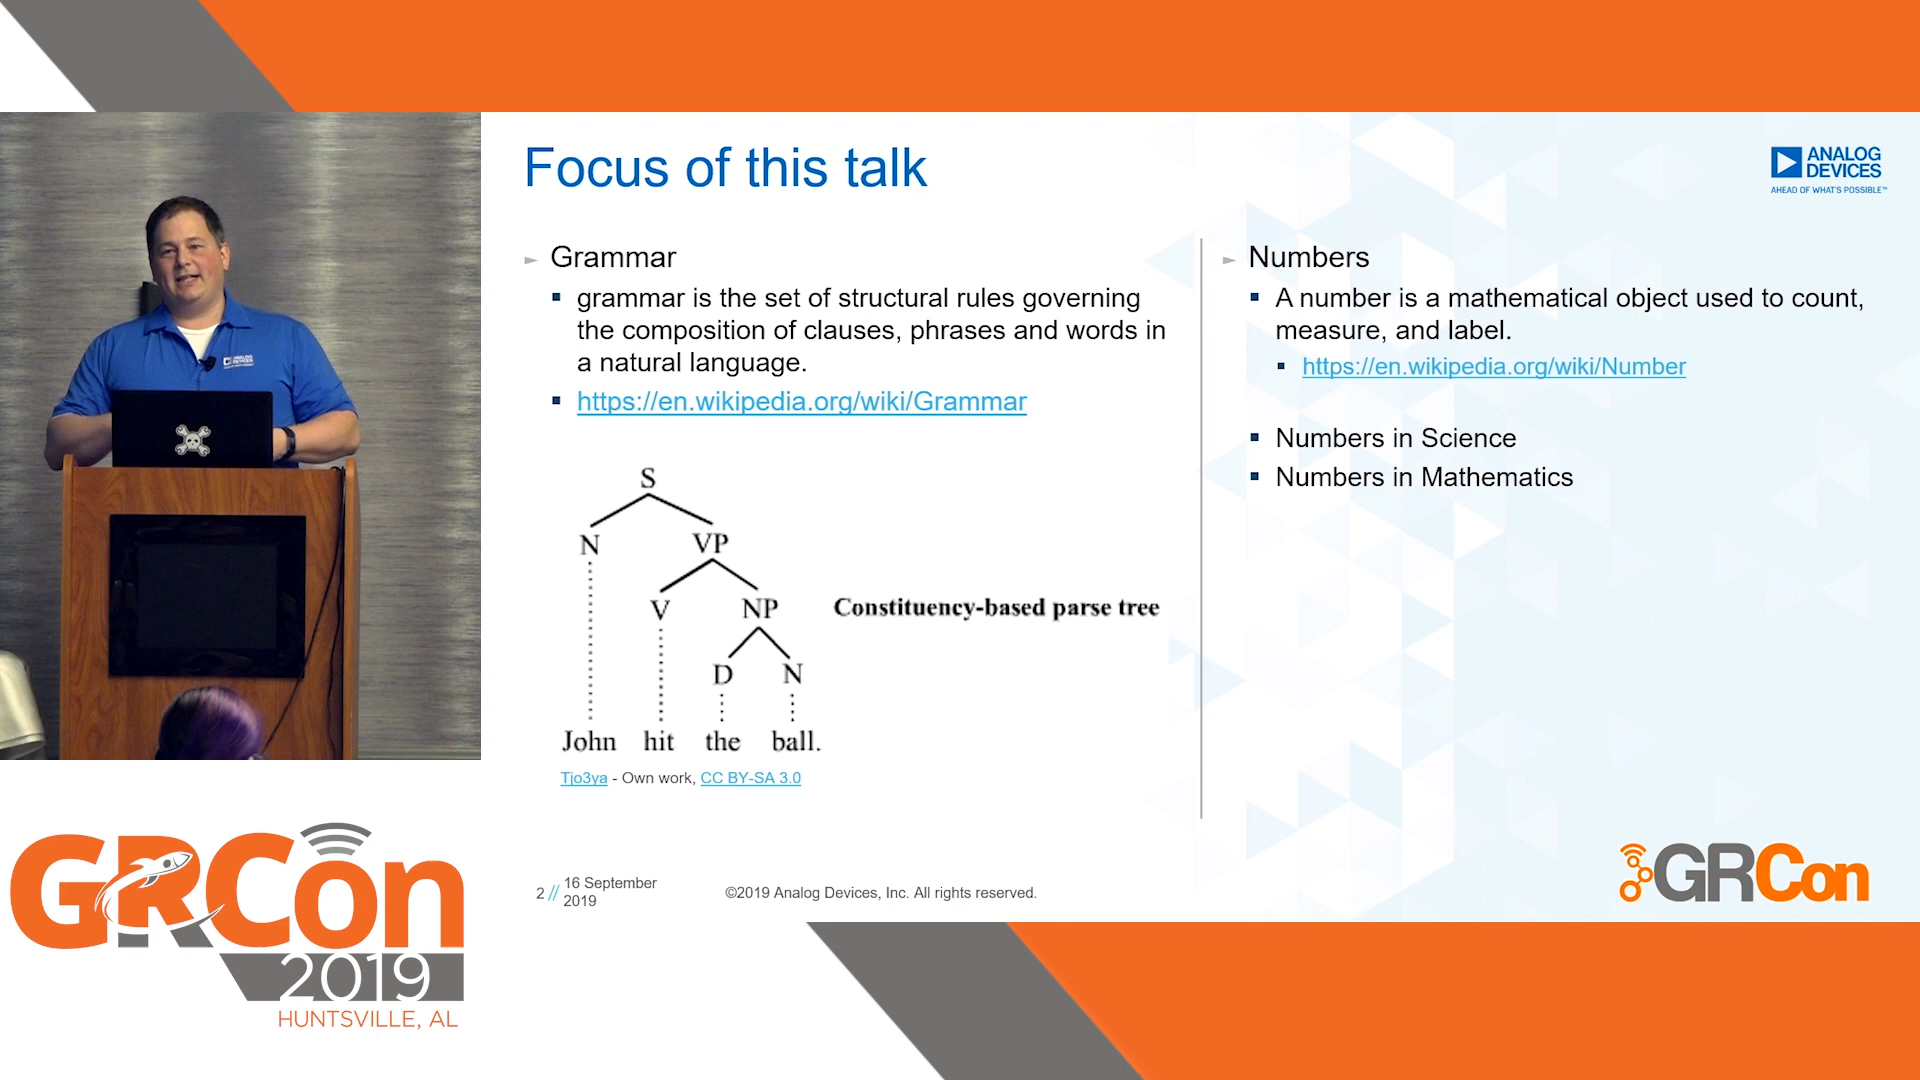 Focus of this talk
ANALOG
DEVICES
AHEAD OF WHAT'S POSSIBLE™
Grammar
grammar is the set of structural rules governing
the composition of clauses, phrases and words in
a natural language.
https://en.wikipedia.org/wiki/Grammar
S
N VP
V NP
D N
John hit the ball.
Constituency-based parse tree
Tjo3ya - Own work, CC BY-SA 3.0
Numbers
A number is a mathematical object used to count,
measure, and label.
https://en.wikipedia.org/wiki/Number
Numbers in Science
Numbers in Mathematics
2 // 16 September
2019
©2019 Analog Devices, Inc. All rights reserved.
GRCon
ANALOG
DEVICES
GRCon
2019
HUNTSVILLE, AL